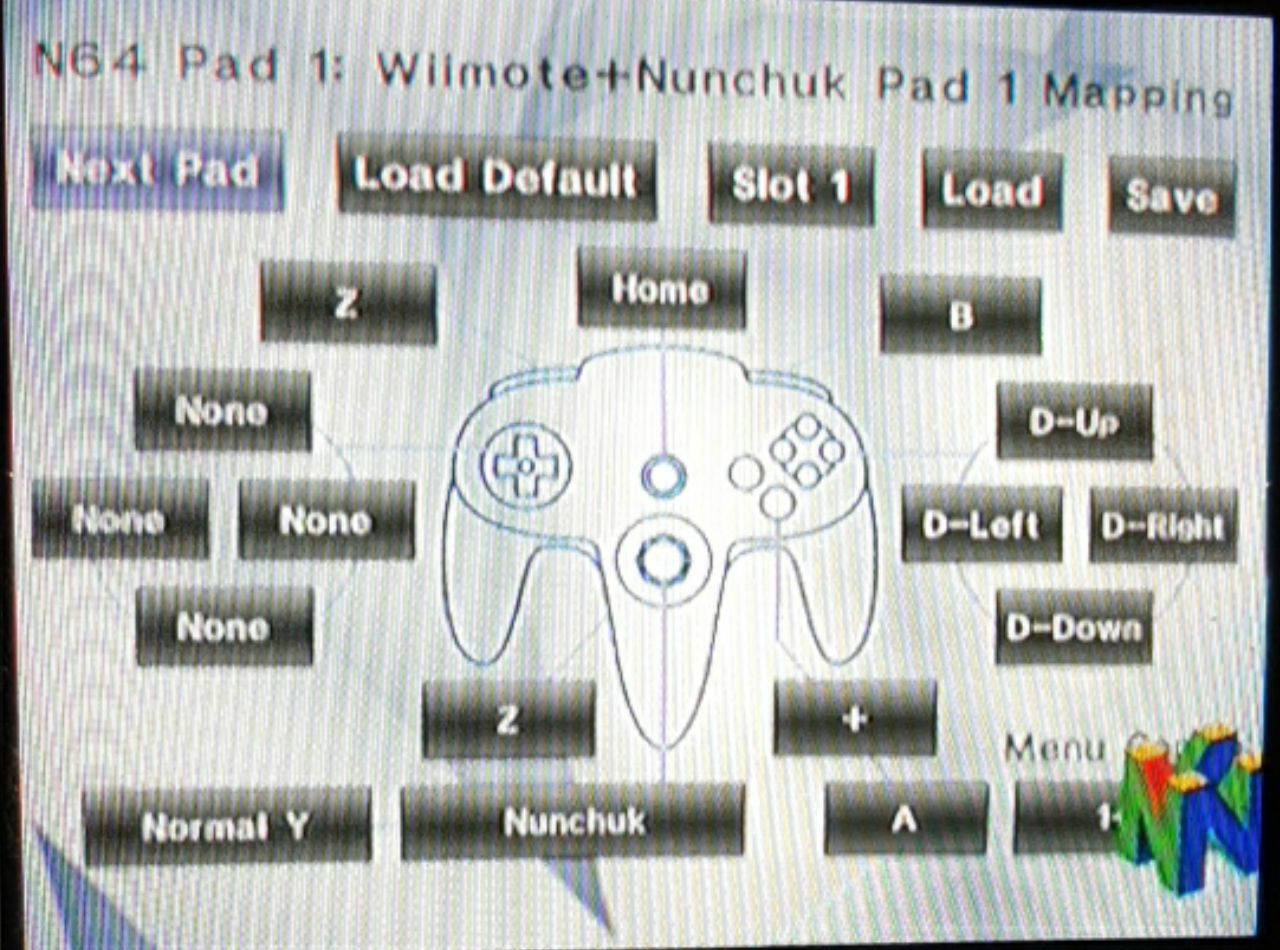 N64 Pad 1: Wiimote+Nunchuk Pad 1 Mapping
Next Pad Load Default Slot 1 Load Save
Z Home B
None D-Up
None None D-Left D-Right
None D-Down
Z +
Menu
Normal Y Nunchuk A